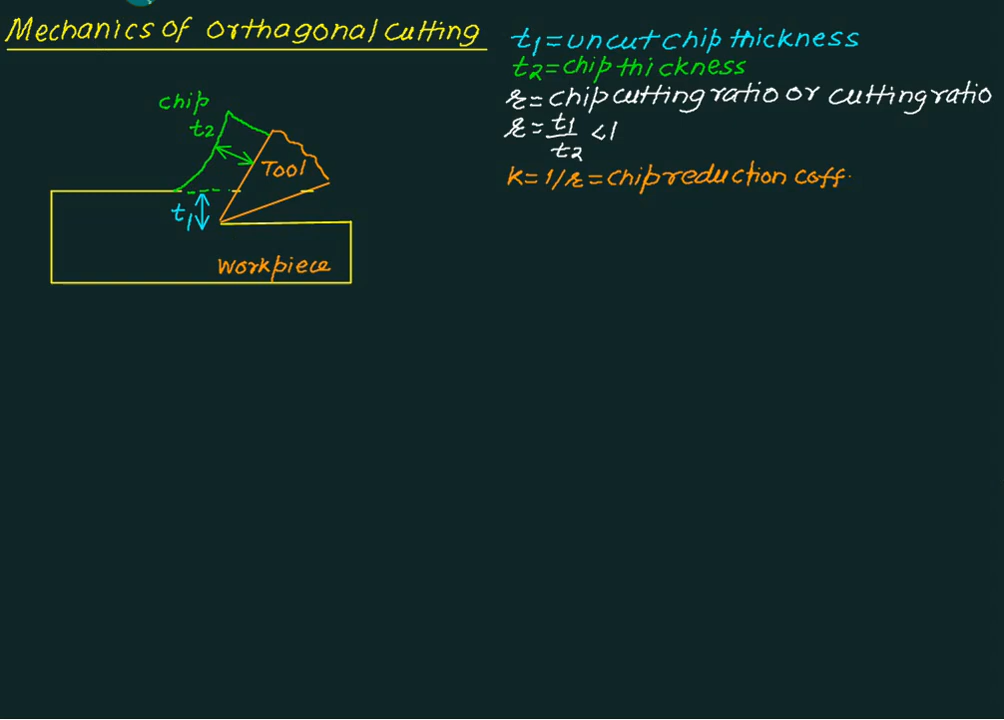 Mechanics of Orthagonal Cutting
t1 = uncut chip thickness
t2 = chip thickness
r = chip cutting ratio or cutting ratio
r = t1/t2 <1
K = 1/r = chip reduction coff.
chip
t2
Tool
t1
workpiece